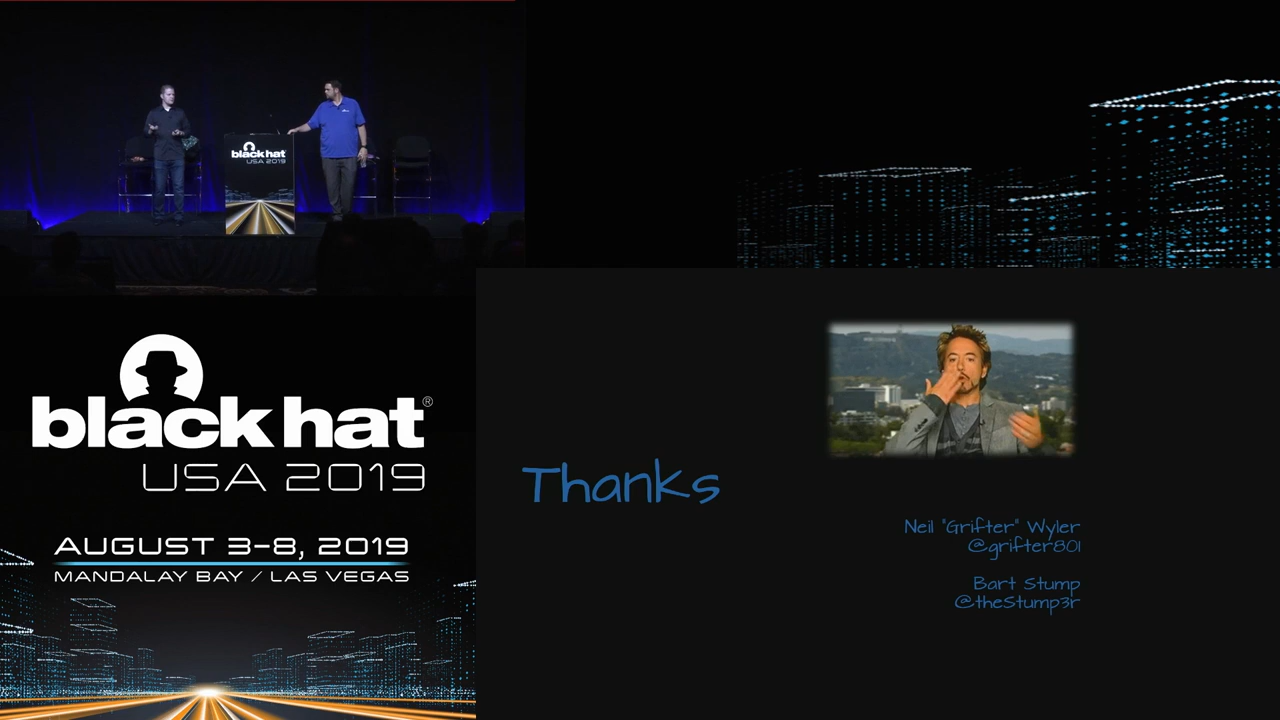 black hat
USA 2019
black hat®
USA 2019
AUGUST 3-8, 2019
MANDALAY BAY / LAS VEGAS
Thanks
Neil "Grifter" Wyler
@grifter801
Bart Stump
@theStump3r